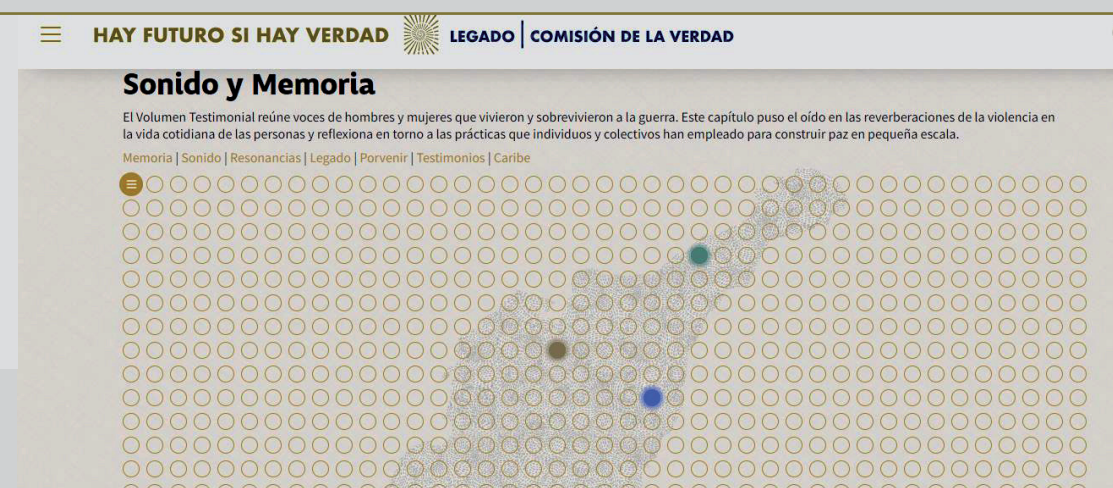 HAY FUTURO SI HAY VERDAD LEGADO | COMISIÓN DE LA VERDAD
Sonido y Memoria
El Volumen Testimonial reúne voces de hombres y mujeres que vivieron y sobrevivieron a la guerra. Este capítulo puso el oído en las reverberaciones de la violencia en
la vida cotidiana de las personas y reflexiona en torno a las prácticas que individuos y colectivos han empleado para construir paz en pequeña escala.
Memoria | Sonido | Resonancias | Legado | Porvenir | Testimonios | Caribe